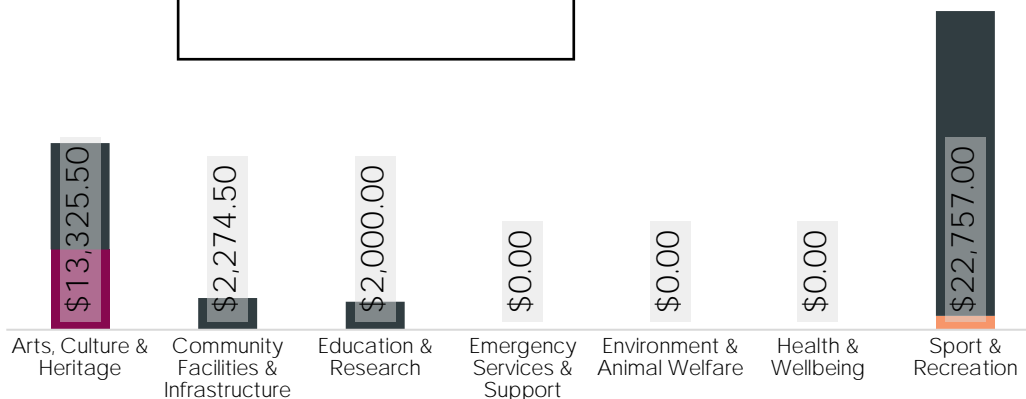 $13,325.50
$2,274.50
$2,000.00
$0.00
$0.00
$0.00
$22,757.00
Arts, Culture &
Heritage
Community
Facilities &
Infrastructure
Education &
Research
Emergency
Services &
Support
Environment &
Animal Welfare
Health &
Wellbeing
Sport &
Recreation